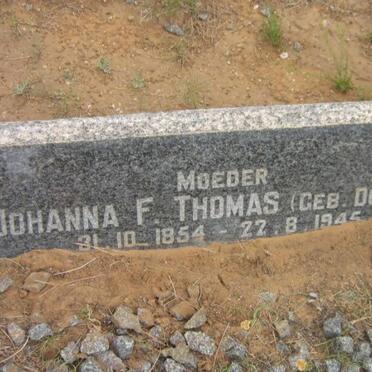 MOEDER
JOHANNA F. THOMAS (GEB. D
31.10.1854 - 27.8.1945